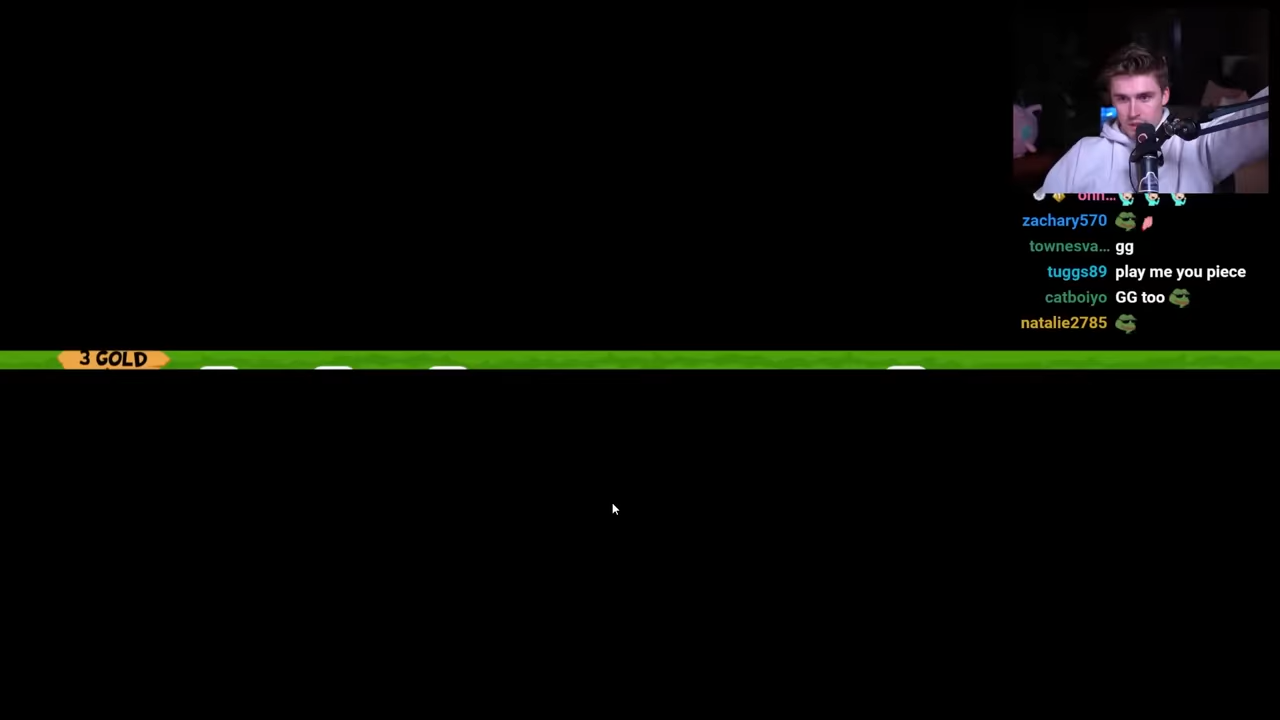 zachary570
townesva… gg
tuggs89 play me you piece
catboiyo GG too
natalie2785
3 GOLD